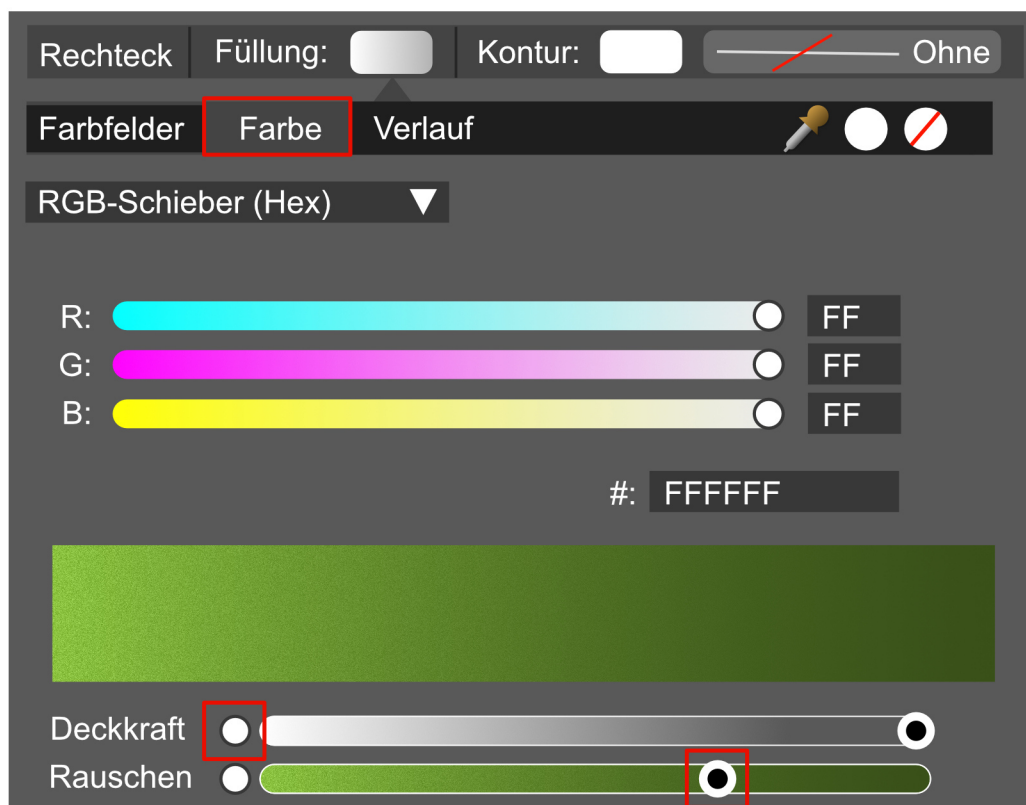 Rechteck Füllung: Kontur: Ohne
Farbfelder Farbe Verlauf
RGB-Schieber (Hex)
R: FF
G: FF
B: FF
#: FFFFFF
Deckkraft
Rauschen